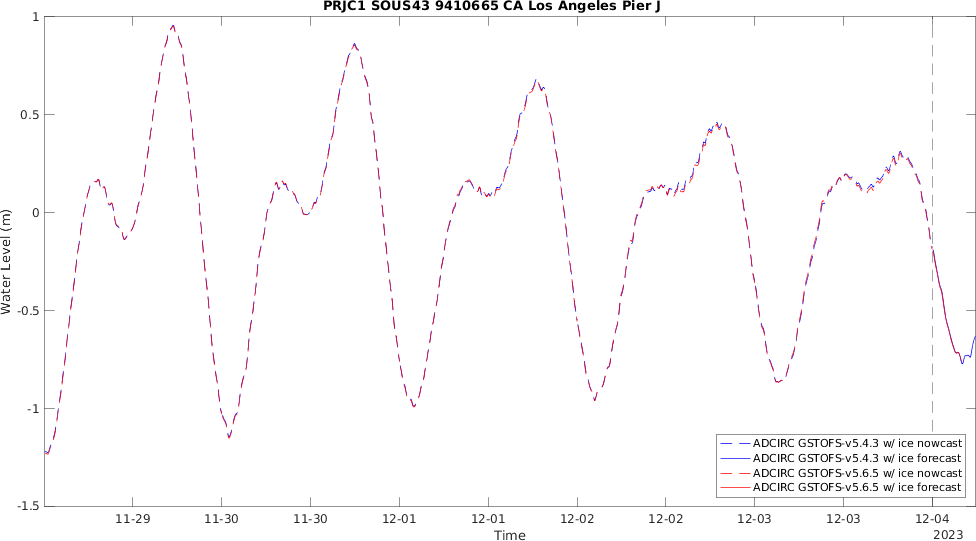 PRJC1 SOUS43 9410665 CA Los Angeles Pier J
1
0.5
0
-0.5
-1
-1.5
Water Level (m)
11-29
11-30
11-30
12-01
12-01
12-02
12-02
12-03
12-03
12-04
Time
2023
ADCIRC GSTOFS-v5.4.3 w/ ice nowcast
ADCIRC GSTOFS-v5.4.3 w/ ice forecast
ADCIRC GSTOFS-v5.6.5 w/ ice nowcast
ADCIRC GSTOFS-v5.6.5 w/ ice forecast